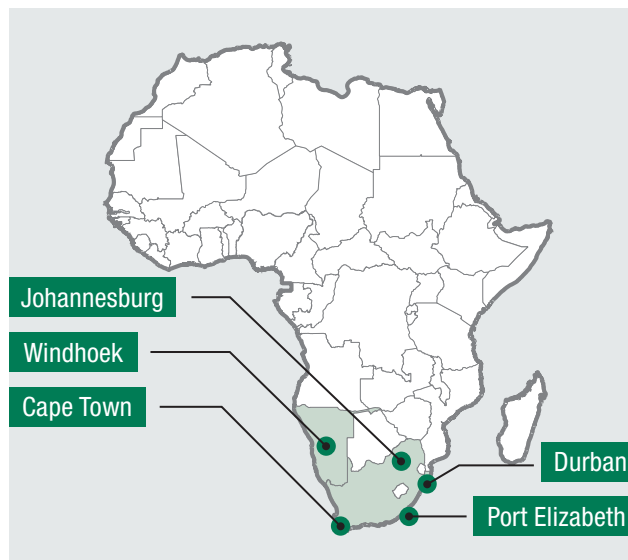 Johannesburg
Windhoek
Cape Town
Durban
Port Elizabeth